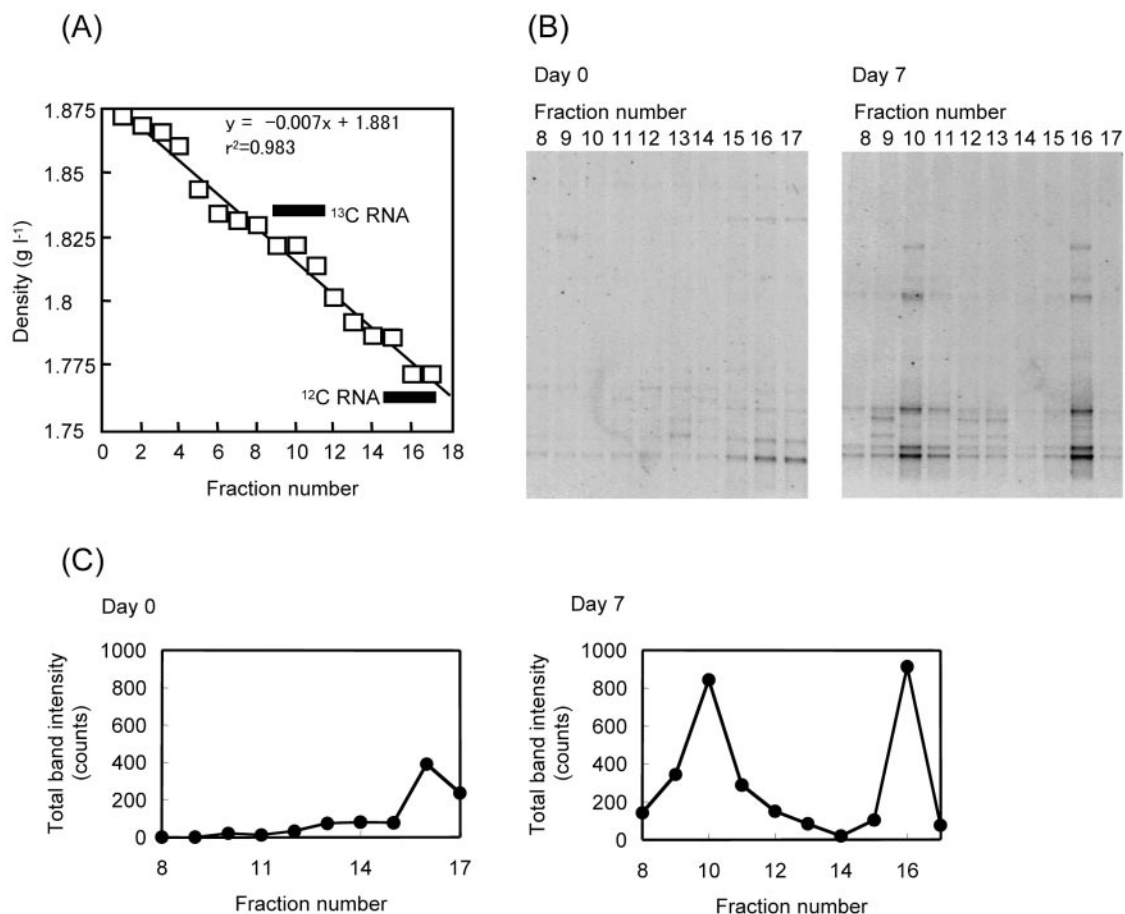 (A)
1.875
1.85
1.825
1.8
1.775
1.75
Density (g l⁻¹)
y = −0.007x + 1.881
r²=0.983
¹³C RNA
¹²C RNA
0 2 4 6 8 10 12 14 16 18
Fraction number
(B)
Day 0
Fraction number
8 9 10 11 12 13 14 15 16 17
Day 7
Fraction number
8 9 10 11 12 13 14 15 16 17
(C)
Day 0
1000
800
600
400
200
0
Total band intensity
(counts)
8 11 14 17
Fraction number
Day 7
1000
800
600
400
200
0
Total band intensity
(counts)
8 10 12 14 16
Fraction number